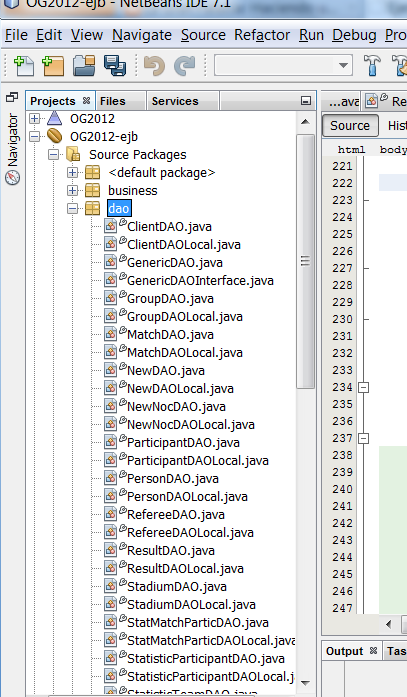 OG2012-ejb - NetBeans IDE 7.1
File Edit View Navigate Source Refactor Run Debug
Projects Files Services
...ava Re
Navigator
Source Hist
html body
OG2012
OG2012-ejb
Source Packages
<default package>
business
dao
ClientDAO.java
ClientDAOLocal.java
GenericDAO.java
GenericDAOInterface.java
GroupDAO.java
GroupDAOLocal.java
MatchDAO.java
MatchDAOLocal.java
NewDAO.java
NewDAOLocal.java
NewNocDAO.java
NewNocDAOLocal.java
ParticipantDAO.java
ParticipantDAOLocal.java
PersonDAO.java
PersonDAOLocal.java
RefereeDAO.java
RefereeDAOLocal.java
ResultDAO.java
ResultDAOLocal.java
StadiumDAO.java
StadiumDAOLocal.java
StatMatchParticDAO.java
StatMatchParticDAOLocal.java
StatisticParticipantDAO.java
StatisticParticipantDAOLocal.j
StatisticTeamDAO.java
221
222
223
224
225
226
227
228
229
230
231
232
233
234
235
236
237
238
239
240
241
242
243
244
245
246
247
Output Tas